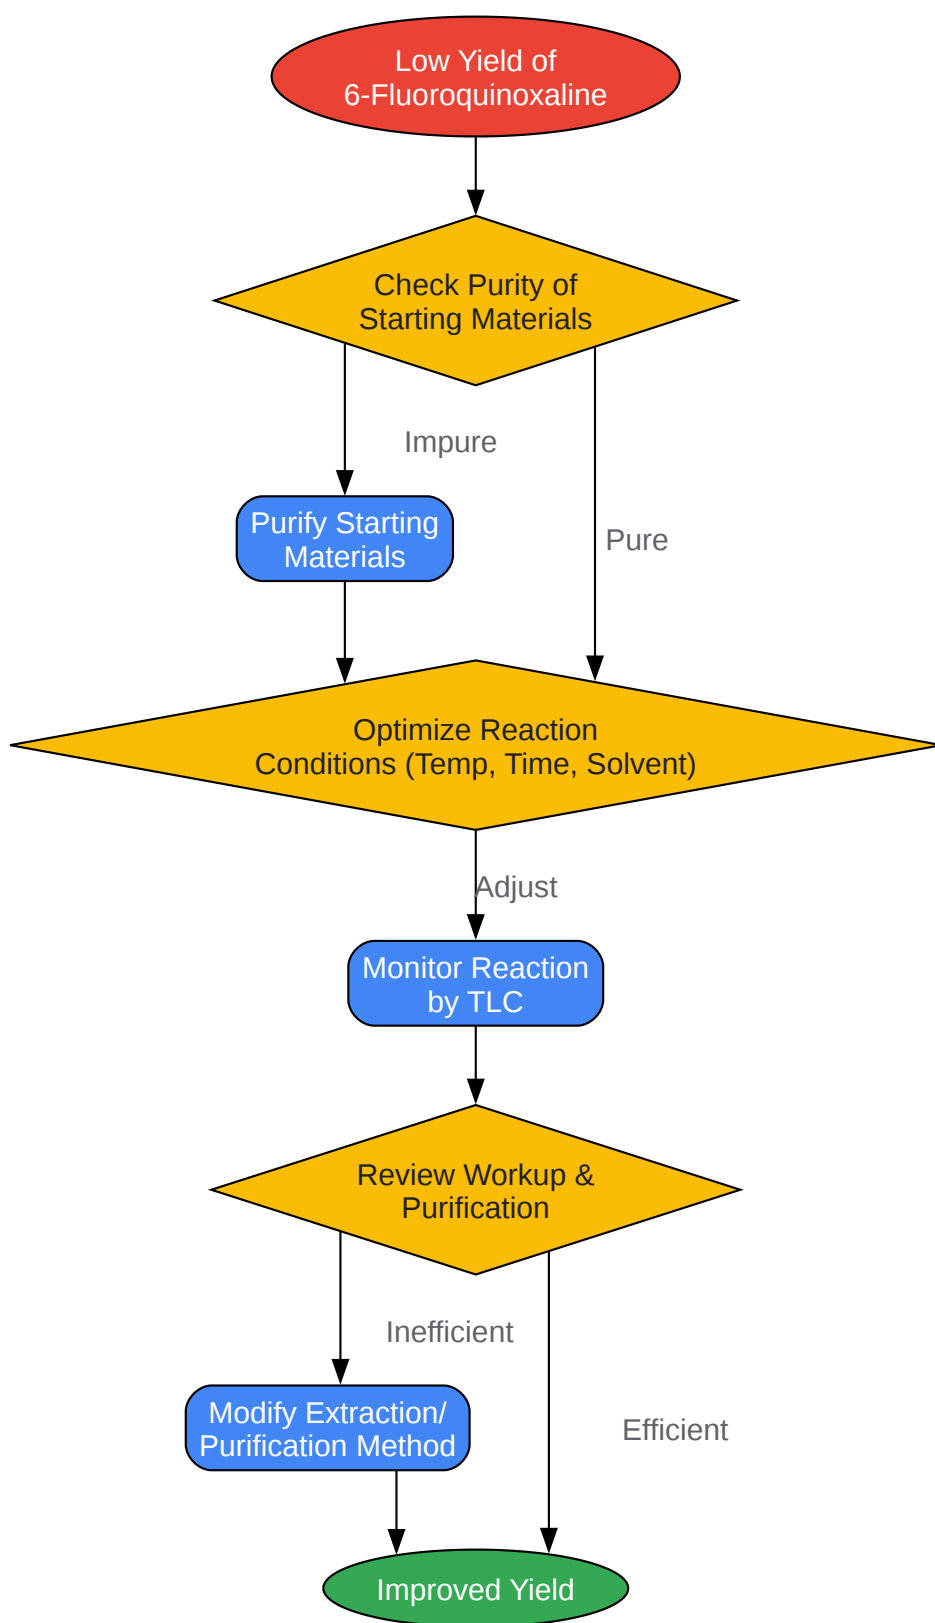 Low Yield of
6-Fluoroquinoxaline
Check Purity of
Starting Materials
Impure
Purify Starting
Materials
Pure
Optimize Reaction
Conditions (Temp, Time, Solvent)
Adjust
Monitor Reaction
by TLC
Review Workup &
Purification
Inefficient
Modify Extraction/
Purification Method
Efficient
Improved Yield